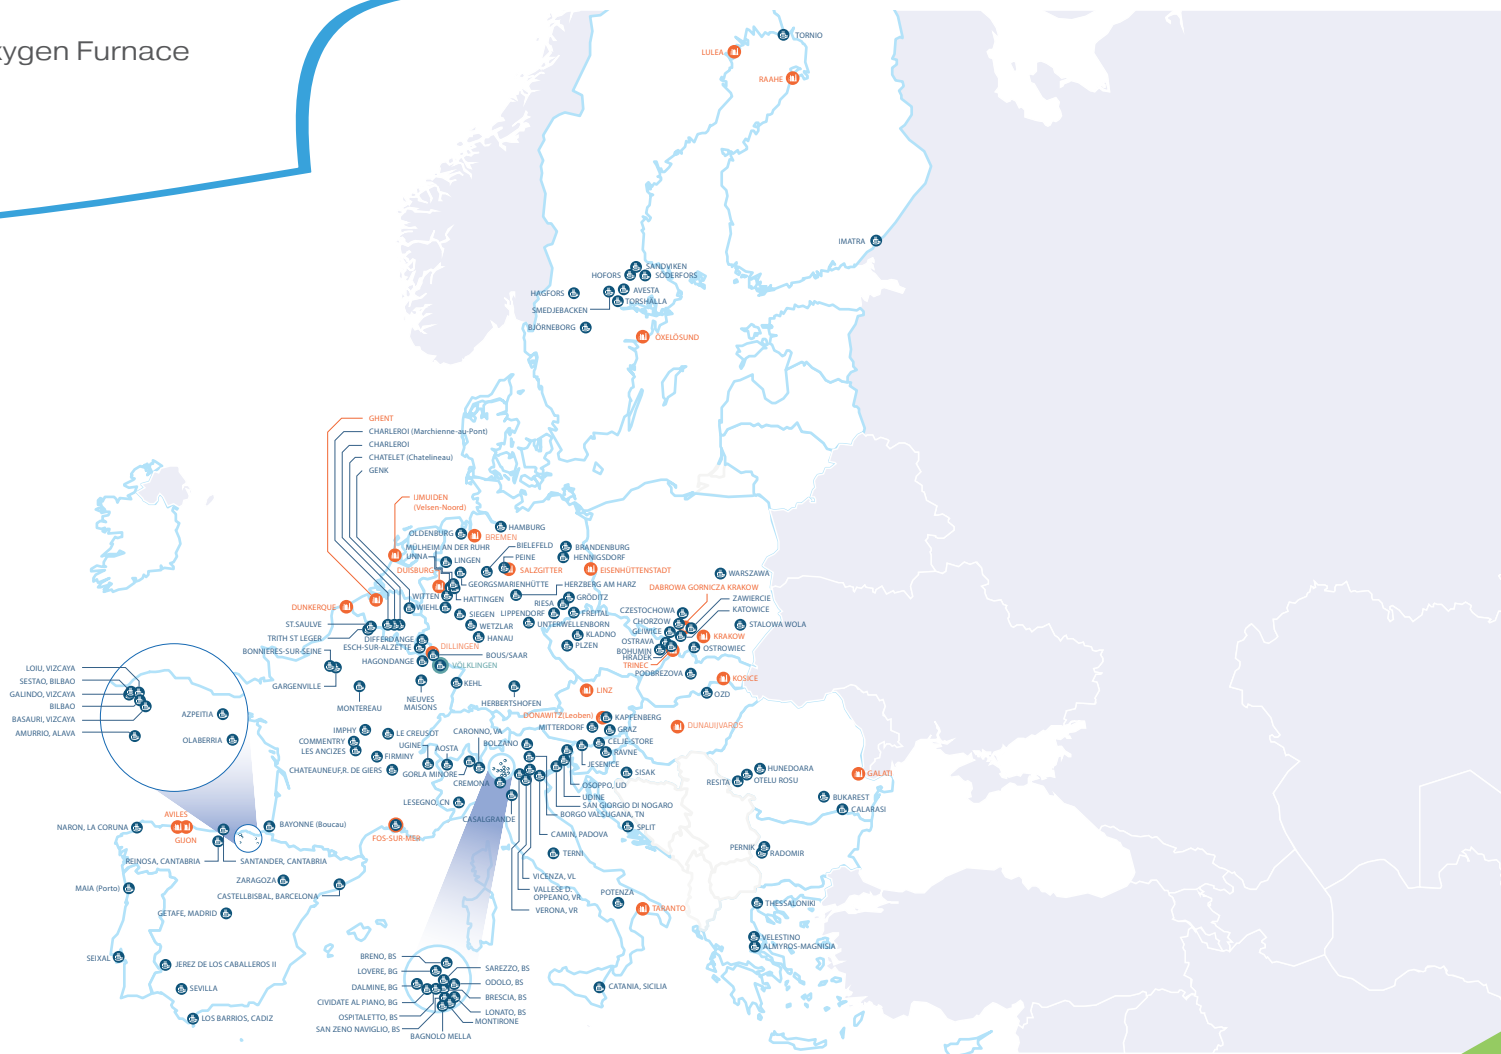 xygen Furnace
TORNIO
LULEA
RAAHE
IMATRA
SANDVIKEN
HOFORS
SÖDERFORS
HAGFORS
AVESTA
TORSHÄLLA
SMEDJEBACKEN
BJÖRNEBORG
OXELÖSUND
GHENT
CHARLEROI (Marchienne-au-Pont)
CHARLEROI
CHATELET (Chatelineau)
GENK
IJMUIDEN
(Velsen-Noord)
OLDENBURG
BREMEN
HAMBURG
MÜLHEIM AN DER RUHR
UNNA
LINGEN
BIELEFELD
PEINE
BRANDENBURG
HENNIGSDORF
DUISBURG
SALZGITTER
EISENHÜTTENSTADT
GEORGSMARIENHÜTTE
HERZBERG AM HARZ
WITTEN
HATTINGEN
WIEHL
SIEGEN
WETZLAR
HANAU
RIESA
GRÖDITZ
LIPPENDORF
FREITAL
UNTERWELLENBORN
KLADNO
PLZEN
WARSZAWA
DABROWA GORNICZA KRAKOW
ZAWIERCIE
KATOWICE
CZESTOCHOWA
CHORZOW
GLIWICE
STALOWA WOLA
KRAKOW
OSTRAVA
BOHUMIN
HRADEK
OSTROWIEC
TRINEC
PODBREZOVA
KOSICE
OZD
DUNKERQUE
ST.SAULVE
TRITH ST LEGER
DIFFERDANGE
ESCH-SUR-ALZETTE
DILLINGEN
BOUS/SAAR
BONNIERES-SUR-SEINE
HAGONDANGE
VÖLKLINGEN
GARGENVILLE
KEHL
NEUVES
MAISONS
MONTEREAU
HERBERTSHOFEN
LINZ
DONAWITZ(Leoben)
KAPFENBERG
MITTERDORF
GRAZ
DUNAUJVAROS
CELJE-STORE
RAVNE
JESENICE
SISAK
IMPHY
LE CREUSOT
COMMENTRY
LES ANCIZES
FIRMINY
CHATEAUNEUF,R. DE GIERS
CARONNO, VA
UGINE
AOSTA
BOLZANO
GORLA MINORE
CREMONA
LESEGNO, CN
CASALGRANDE
OSOPPO, UD
UDINE
SAN GIORGIO DI NOGARO
BORGO VALSUGANA, TN
CAMIN, PADOVA
SPLIT
TERNI
VICENZA, VL
VALLESE D.
OPPEANO, VR
VERONA, VR
POTENZA
TARANTO
CATANIA, SICILIA
HUNEDOARA
RESITA
OTELU ROSU
GALATI
BUKAREST
CALARASI
PERNIK
RADOMIR
THESSALONIKI
VELESTINO
ALMYROS-MAGNISIA
LOIU, VIZCAYA
SESTAO, BILBAO
GALINDO, VIZCAYA
BILBAO
BASAURI, VIZCAYA
AMURRIO, ALAVA
AZPEITIA
OLABERRIA
NARON, LA CORUNA
AVILES
GIJON
BAYONNE (Boucau)
FOS-SUR-MER
REINOSA, CANTABRIA
SANTANDER, CANTABRIA
ZARAGOZA
CASTELLBISBAL, BARCELONA
MAIA (Porto)
GETAFE, MADRID
SEIXAL
JEREZ DE LOS CABALLEROS II
SEVILLA
LOS BARRIOS, CADIZ
BRENO, BS
LOVERE, BG
DALMINE, BG
CIVIDATE AL PIANO, BG
OSPITALETTO, BS
SAN ZENO NAVIGLIO, BS
BAGNOLO MELLA
SAREZZO, BS
ODOLO, BS
BRESCIA, BS
LONATO, BS
MONTIRONE